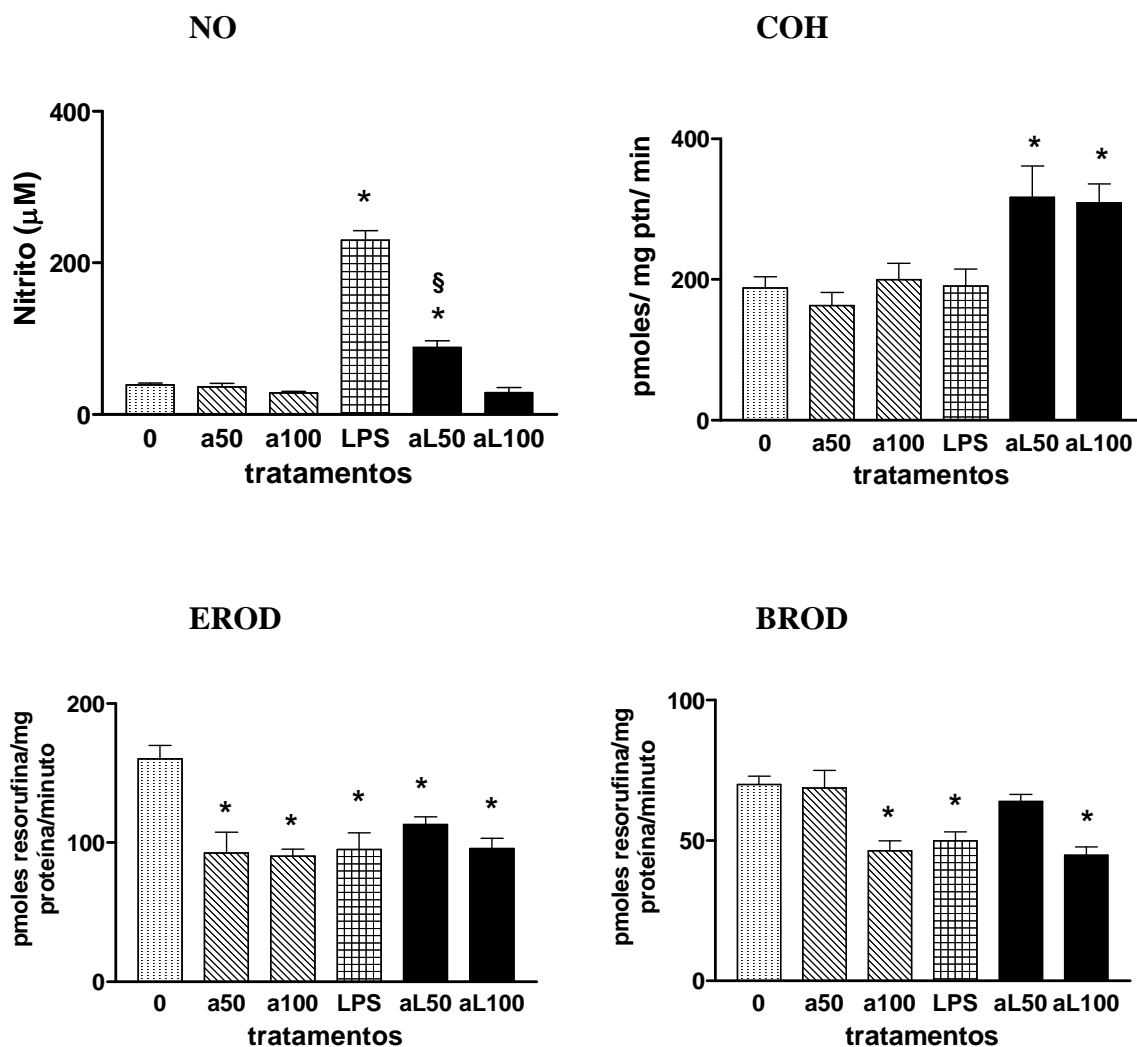 NO
COH
400
200
0
Nitrito (μM)
*
§
*
0 a50 a100 LPS aL50 aL100
tratamentos
400
200
0
pmoles/ mg ptn/ min
* *
0 a50 a100 LPS aL50 aL100
tratamentos
EROD
BROD
200
100
0
pmoles resorufina/mg
proteína/minuto
* * * * *
0 a50 a100 LPS aL50 aL100
tratamentos
100
50
0
pmoles resorufina/mg
proteína/minuto
* * *
0 a50 a100 LPS aL50 aL100
tratamentos